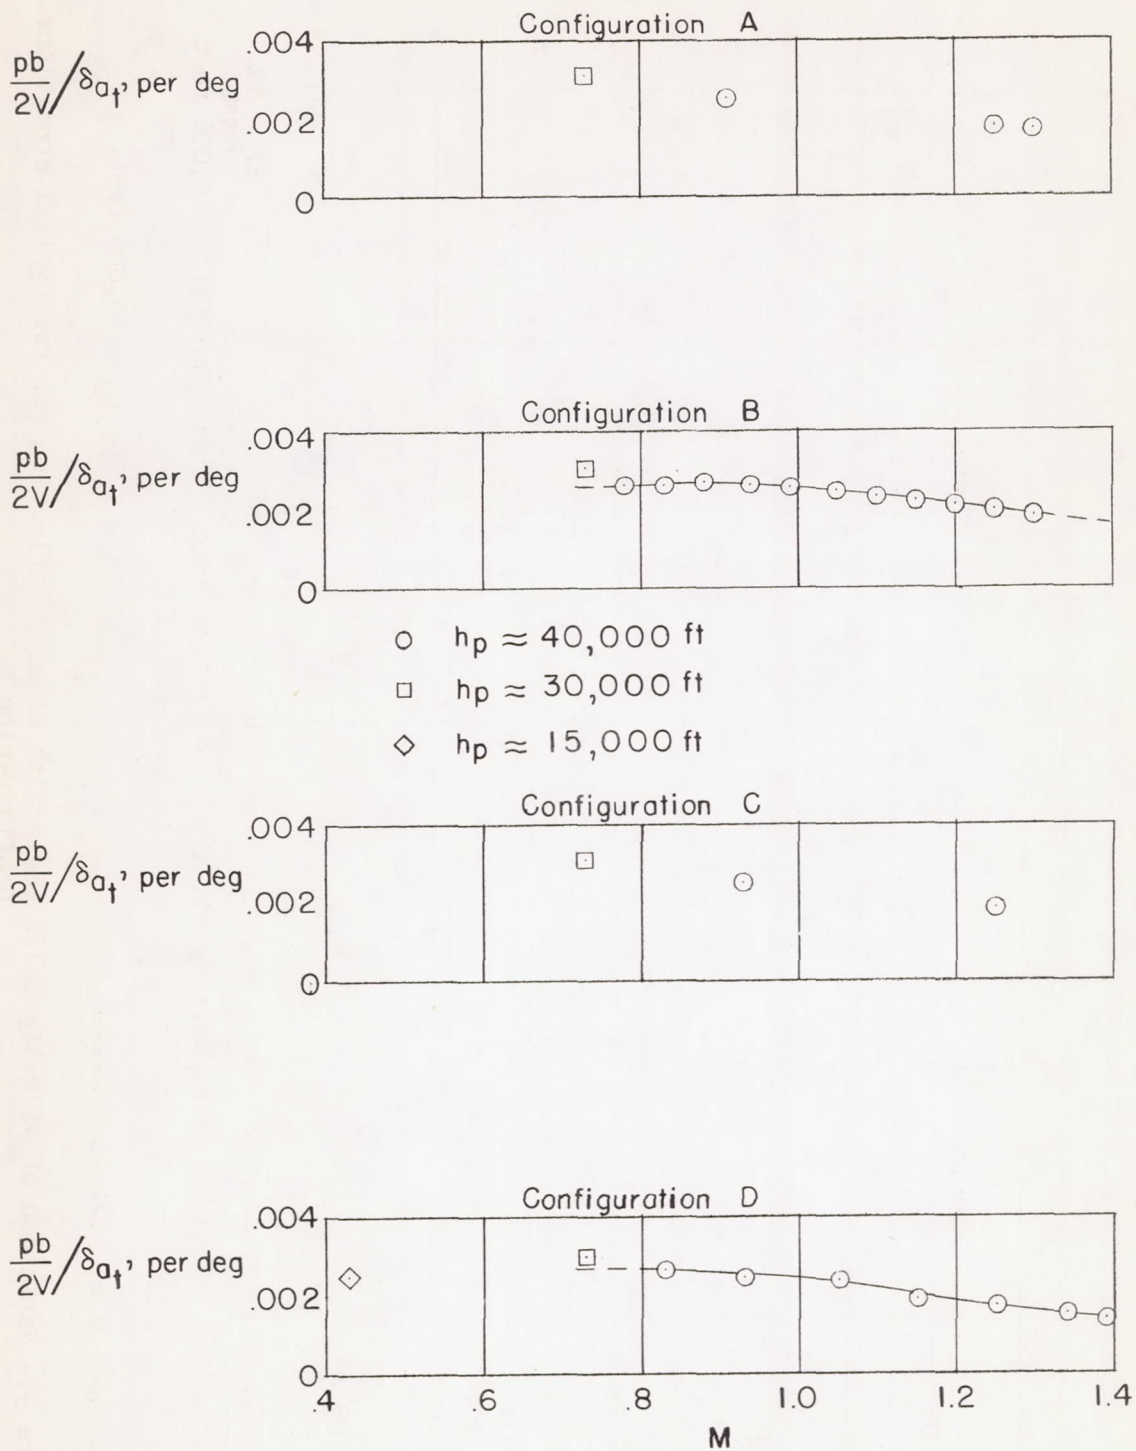 Configuration A
pb/2V/δat, per deg
.004
.002
0
Configuration B
pb/2V/δat, per deg
.004
.002
0
○ hp ≈ 40,000 ft
□ hp ≈ 30,000 ft
◇ hp ≈ 15,000 ft
Configuration C
pb/2V/δat, per deg
.004
.002
0
Configuration D
pb/2V/δat, per deg
.004
.002
0
.4 .6 .8 1.0 1.2 1.4
M